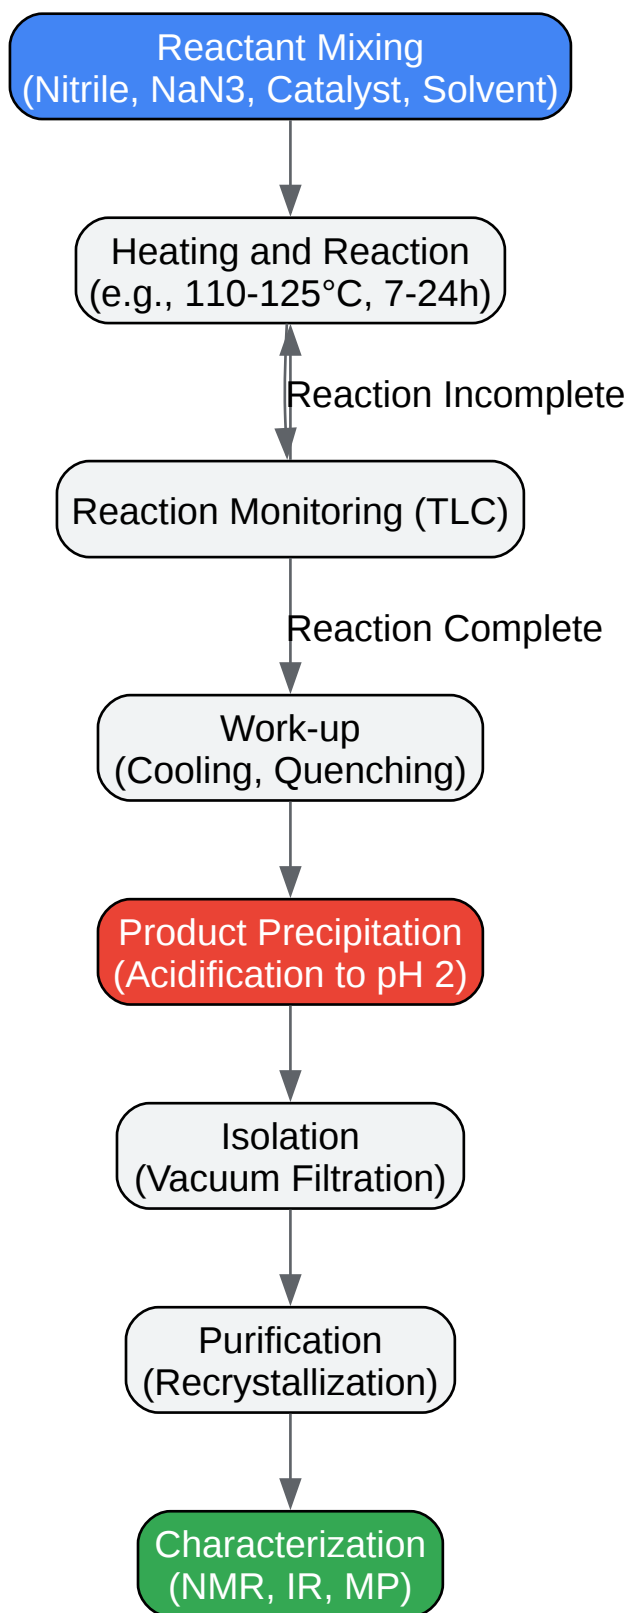 Reactant Mixing
(Nitrile, NaN3, Catalyst, Solvent)
Heating and Reaction
(e.g., 110-125°C, 7-24h)
Reaction Incomplete
Reaction Monitoring (TLC)
Reaction Complete
Work-up
(Cooling, Quenching)
Product Precipitation
(Acidification to pH 2)
Isolation
(Vacuum Filtration)
Purification
(Recrystallization)
Characterization
(NMR, IR, MP)